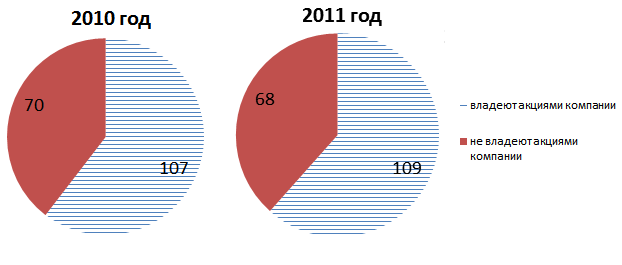 2010 год
2011 год
70
107
68
109
владеютакциями компании
не владеютакциями
компании